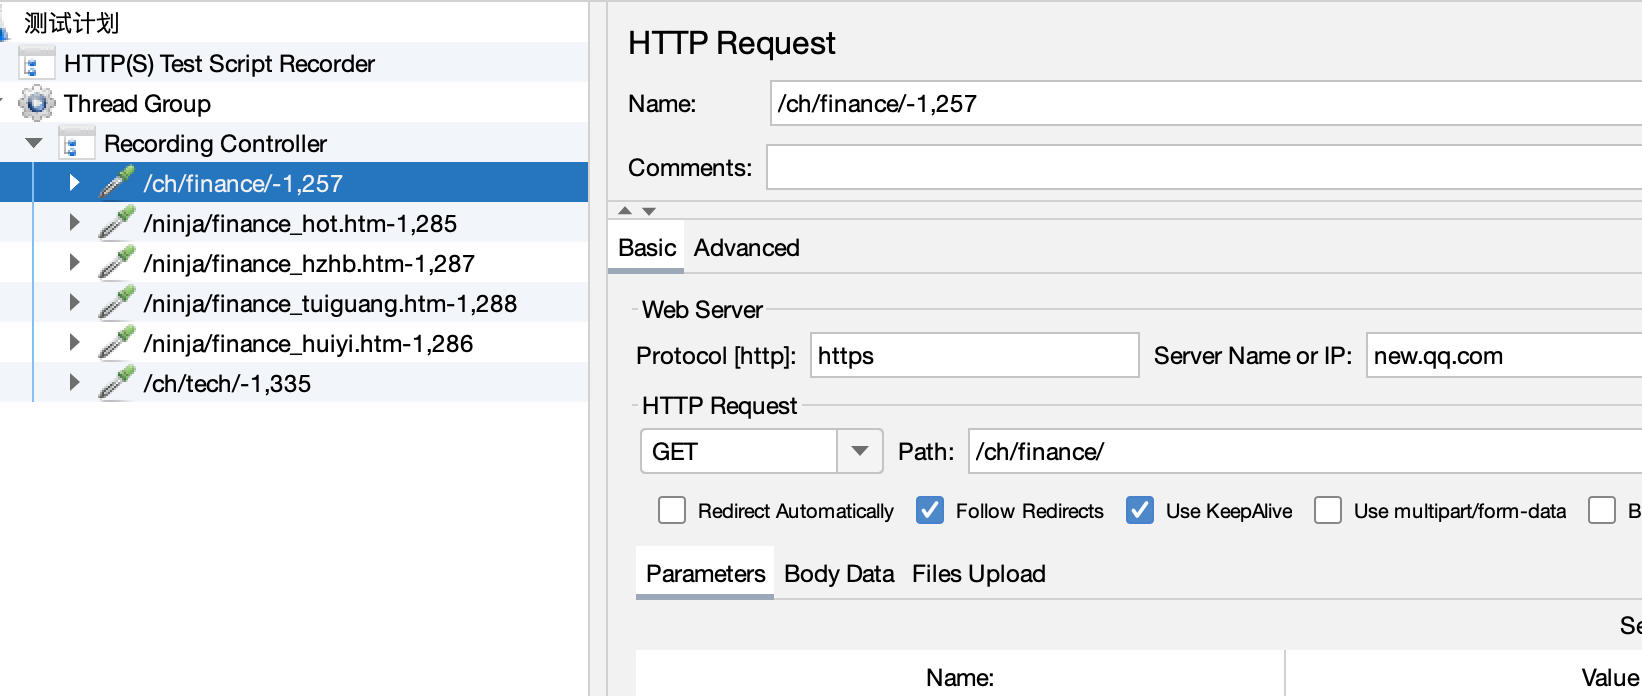 测试计划
HTTP(S) Test Script Recorder
Thread Group
Recording Controller
/ch/finance/-1,257
/ninja/finance_hot.htm-1,285
/ninja/finance_hzhb.htm-1,287
/ninja/finance_tuiguang.htm-1,288
/ninja/finance_huiyi.htm-1,286
/ch/tech/-1,335
HTTP Request
Name: /ch/finance/-1,257
Comments:
Basic Advanced
Web Server
Protocol [http]: https Server Name or IP: new.qq.com
HTTP Request
GET Path: /ch/finance/
Redirect Automatically Follow Redirects Use KeepAlive Use multipart/form-data B
Parameters Body Data Files Upload
Se
Name: Value